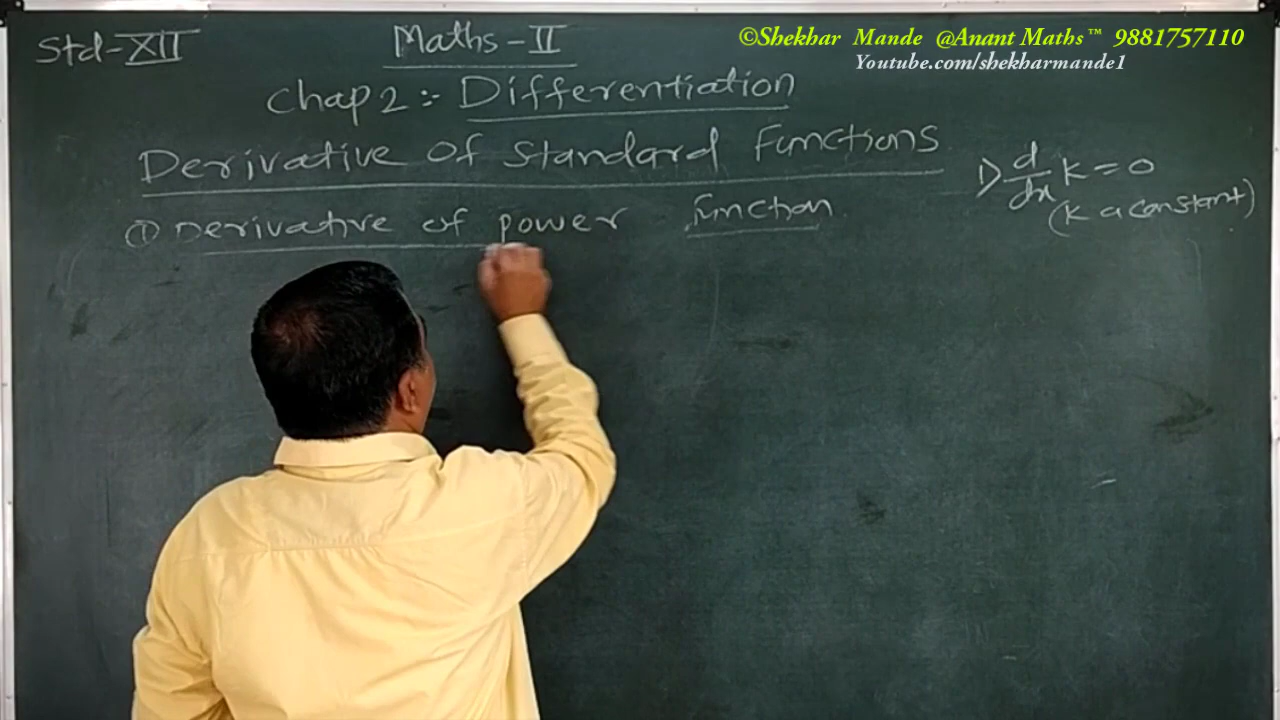 ©Shekhar Mande @Anant Maths™ 9881757110
Youtube.com/shekharmande1
Std-XII
Maths-II
Chap 2:- Differentiation
Derivative of Standard Functions
① Derivative of power function
1) d/dx k = 0
(k a constant)